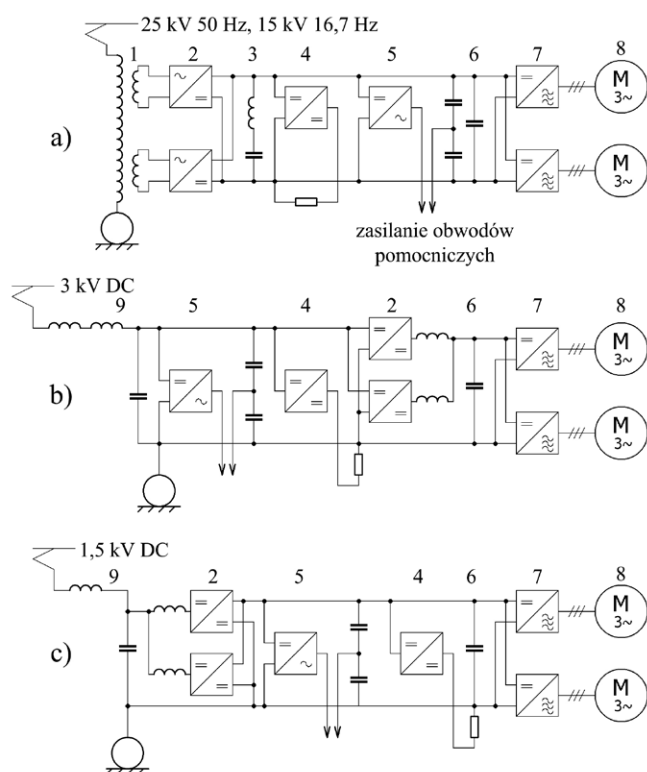 25 kV 50 Hz, 15 kV 16,7 Hz
1 2 3 4 5 6 7 8
M
3~
M
3~
a)
zasilanie obwodów
pomocniczych
3 kV DC
9 5 4 2 6 7 8
M
3~
M
3~
b)
1,5 kV DC
9 2 5 4 6 7 8
M
3~
M
3~
c)